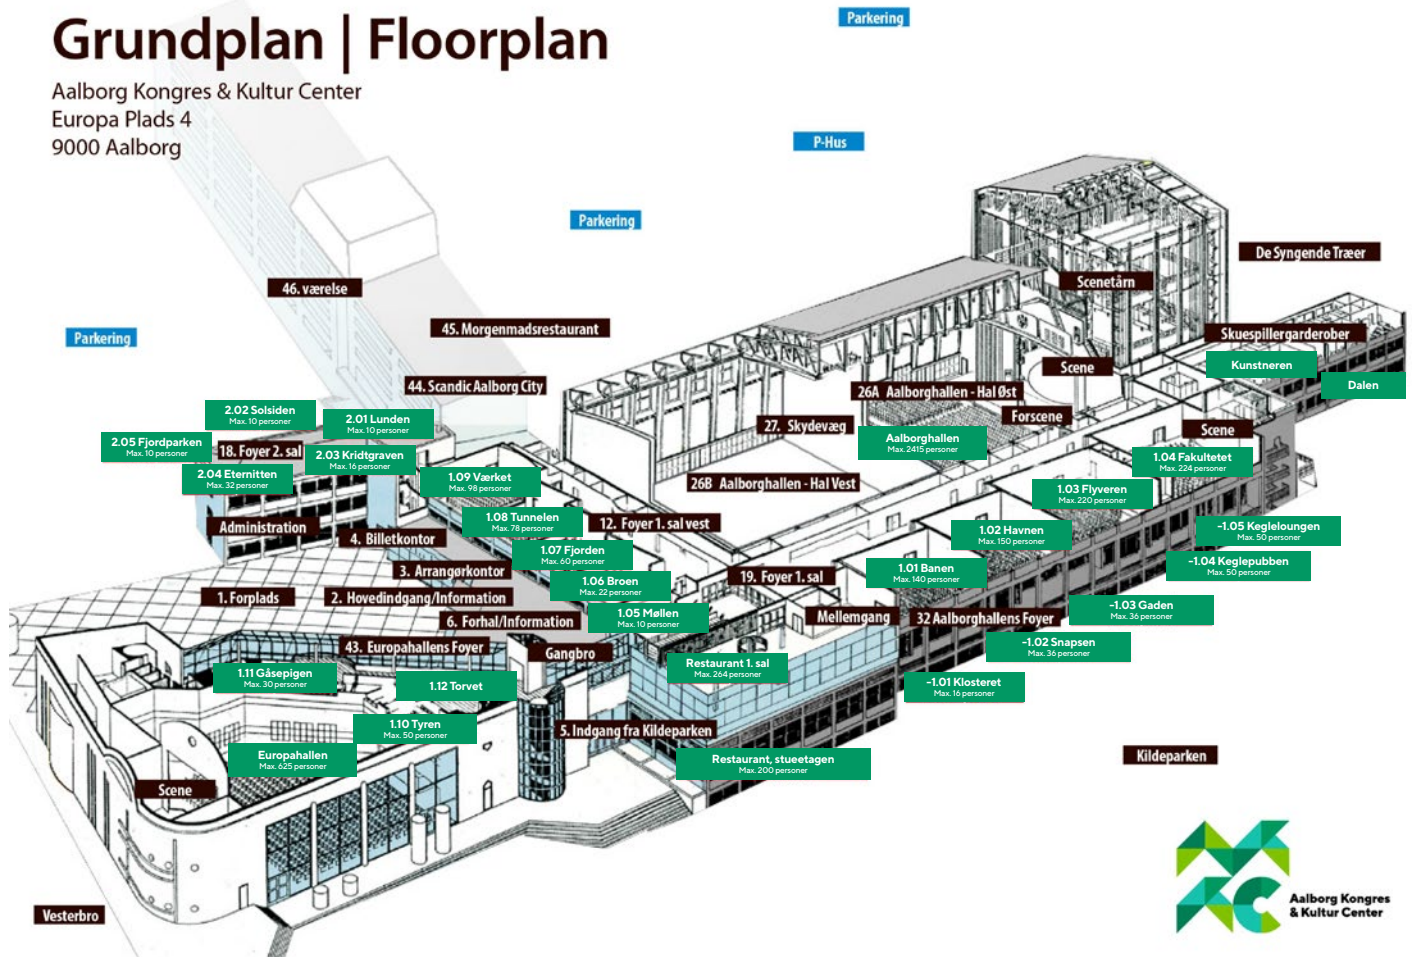 Grundplan | Floorplan
Aalborg Kongres & Kultur Center
Europa Plads 4
9000 Aalborg
Parkering
P-Hus
Parkering
Parkering
De Syngende Træer
Scenetårn
46. værelse
45. Morgenmadsrestaurant
44. Scandic Aalborg City
Skuespillergarderober
Kunstneren
Dalen
Scene
26A Aalborghallen - Hal Øst
Forscene
27. Skydevæg
Scene
Aalborghallen
Max. 2415 personer
26B Aalborghallen - Hal Vest
2.02 Solsiden
Max. 10 personer
2.01 Lunden
Max. 10 personer
2.05 Fjordparken
Max. 10 personer
18. Foyer 2. sal
2.03 Kridtgraven
Max. 16 personer
2.04 Eternitten
Max. 32 personer
1.09 Værket
Max. 98 personer
1.04 Fakultetet
Max. 224 personer
1.03 Flyveren
Max. 220 personer
1.08 Tunnelen
Max. 78 personer
12. Foyer 1. sal vest
1.02 Havnen
Max. 150 personer
-1.05 Kegleloungen
Max. 50 personer
Administration
4. Billetkontor
1.07 Fjorden
Max. 60 personer
-1.04 Keglepubben
Max. 50 personer
3. Arrangørkontor
1.06 Broen
Max. 22 personer
19. Foyer 1. sal
1.01 Banen
Max. 140 personer
1. Forplads
2. Hovedindgang/Information
6. Forhal/Information
1.05 Møllen
Max. 10 personer
Mellemgang
32 Aalborghallens Foyer
-1.03 Gaden
Max. 36 personer
43. Europahallens Foyer
Gangbro
-1.02 Snapsen
Max. 36 personer
1.11 Gåsepigen
Max. 30 personer
1.12 Torvet
Restaurant 1. sal
Max. 264 personer
-1.01 Klosteret
Max. 16 personer
1.10 Tyren
Max. 50 personer
5. Indgang fra Kildeparken
Europahallen
Max. 625 personer
Restaurant, stueetagen
Max. 200 personer
Kildeparken
Scene
Vesterbro
Aalborg Kongres
& Kultur Center